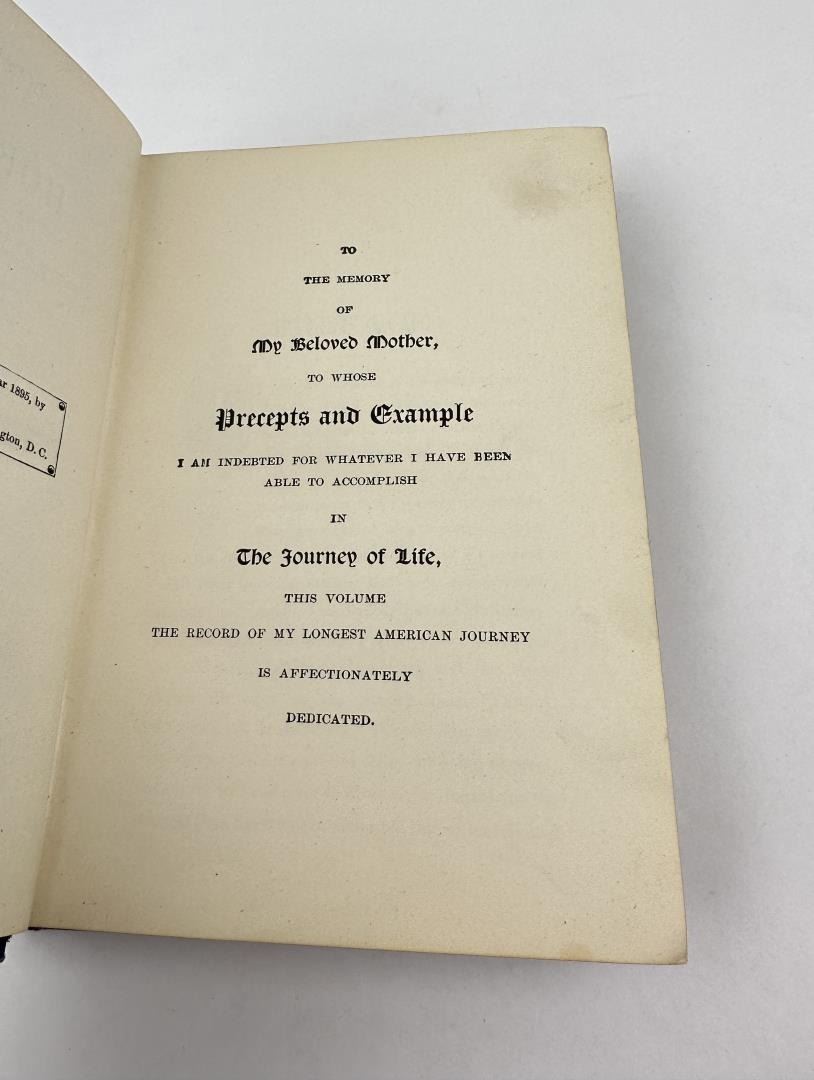 ar 1895, by
gton, D.C.
TO
THE MEMORY
OF
My Beloved Mother,
TO WHOSE
Precepts and Example
I AM INDEBTED FOR WHATEVER I HAVE BEEN
ABLE TO ACCOMPLISH
IN
The Journey of Life,
THIS VOLUME
THE RECORD OF MY LONGEST AMERICAN JOURNEY
IS AFFECTIONATELY
DEDICATED.